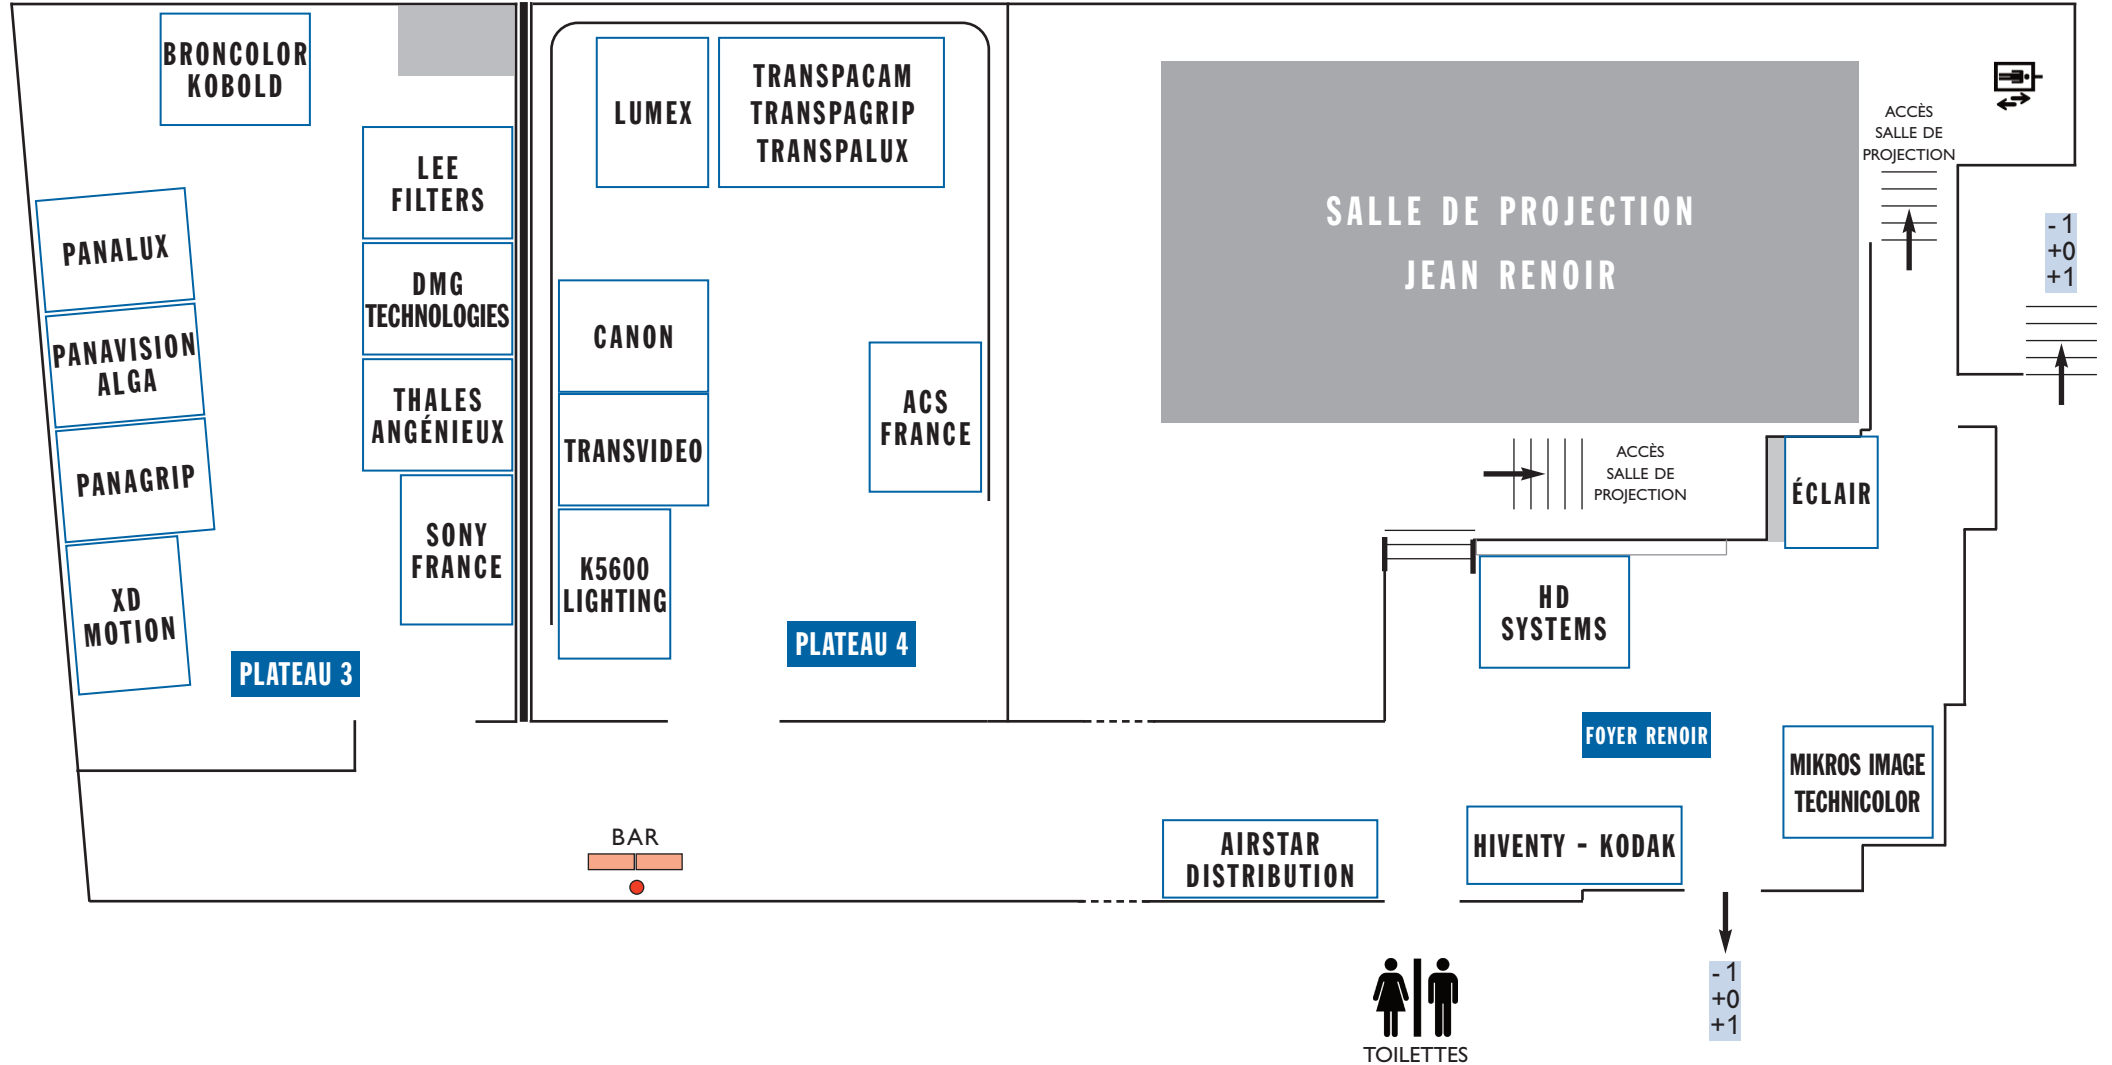 BRONCOLOR
KOBOLD
LEE
FILTERS
PANALUX
DMG
TECHNOLOGIES
PANAVISION
ALGA
THALES
ANGÉNIEUX
PANAGRIP
SONY
FRANCE
XD
MOTION
PLATEAU 3
LUMEX
TRANSPACAM
TRANSPAGRIP
TRANSPALUX
CANON
ACS
FRANCE
TRANSVIDEO
K5600
LIGHTING
PLATEAU 4
BAR
SALLE DE PROJECTION
JEAN RENOIR
ACCÈS
SALLE DE
PROJECTION
-1
+0
+1
ACCÈS
SALLE DE
PROJECTION
ÉCLAIR
HD
SYSTEMS
FOYER RENOIR
MIKROS IMAGE
TECHNICOLOR
AIRSTAR
DISTRIBUTION
HIVENTY - KODAK
TOILETTES
-1
+0
+1